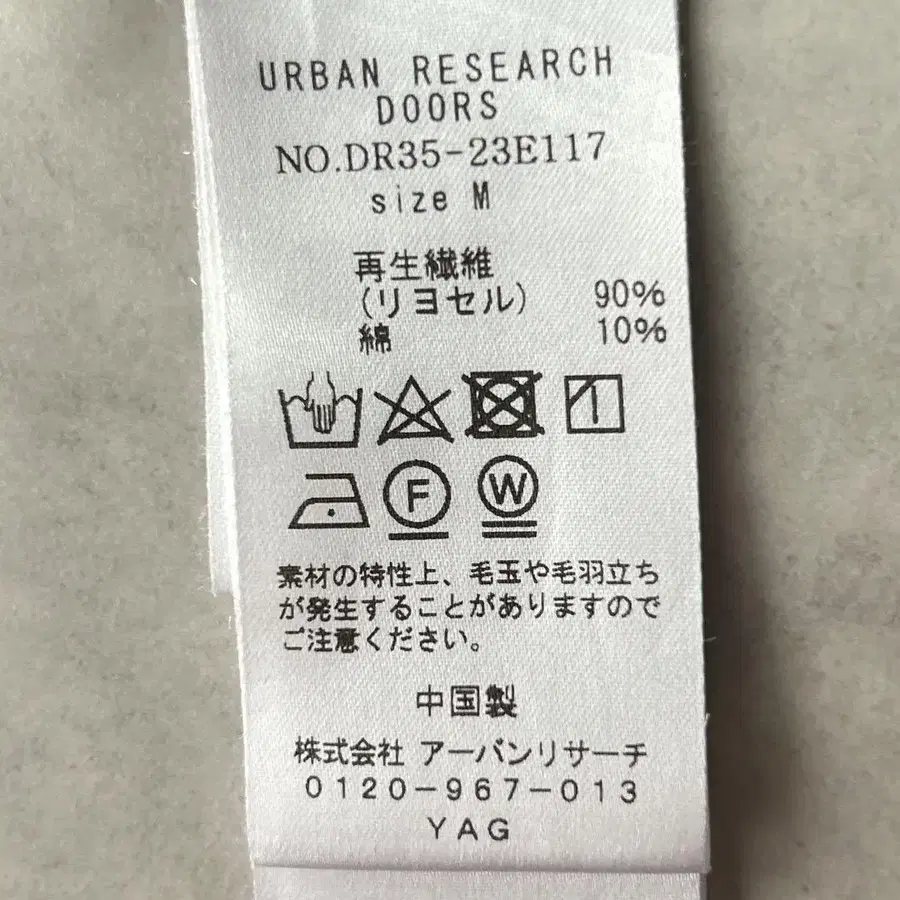 URBAN RESEARCH
DOORS
NO.DR35-23E117
size M
再生繊維
(リヨセル) 90%
綿 10%
F W
素材の特性上、毛玉や毛羽立ち
が発生することがありますので
ご注意ください。
中国製
株式会社 アーバンリサーチ
0120-967-013
YAG